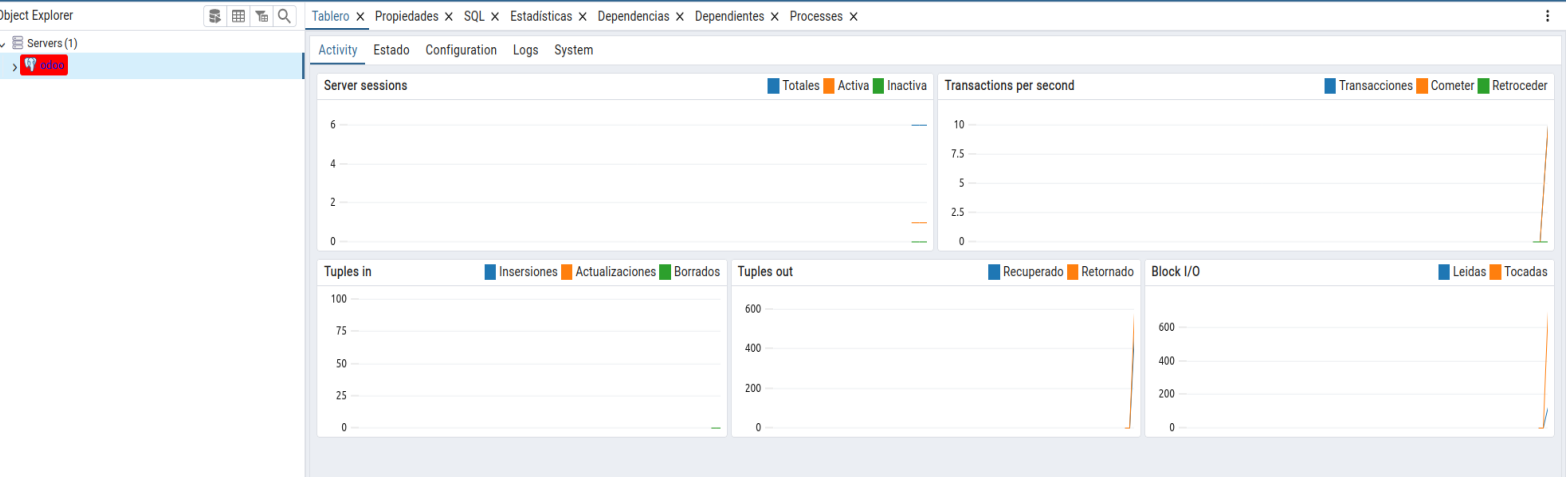 Object Explorer
Tablero Propiedades SQL Estadísticas Dependencias Dependientes Processes
Servers (1)
odoo
Activity Estado Configuration Logs System
Server sessions Totales Activa Inactiva
6
4
2
0
Transactions per second Transacciones Cometer Retroceder
10
7.5
5
2.5
0
Tuples in Insersiones Actualizaciones Borrados
100
75
50
25
0
Tuples out Recuperado Retornado
600
400
200
0
Block I/O Leidas Tocadas
600
400
200
0